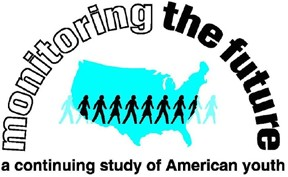 monitoring the future
a continuing study of American youth